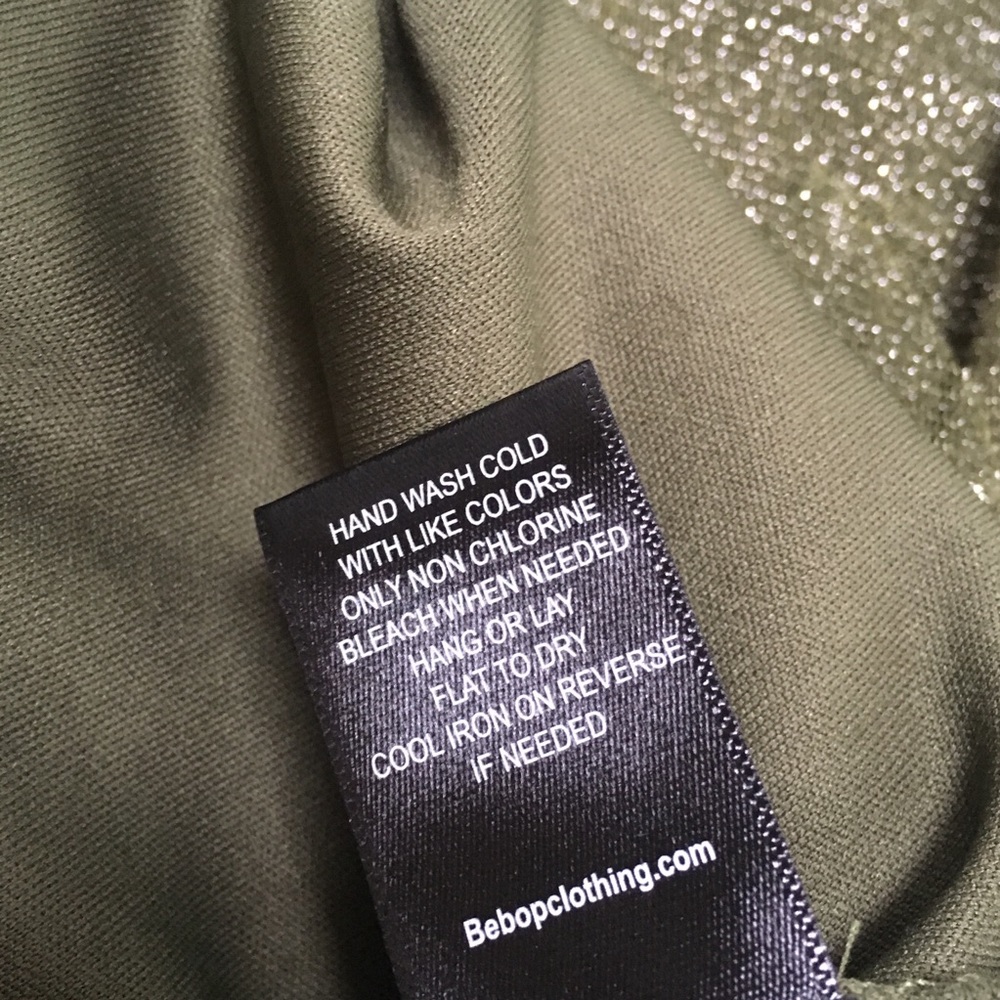 HAND WASH COLD
WITH LIKE COLORS
ONLY NON CHLORINE
BLEACH WHEN NEEDED
HANG OR LAY
FLAT TO DRY
COOL IRON ON REVERSE
IF NEEDED
Bebopclothing.com